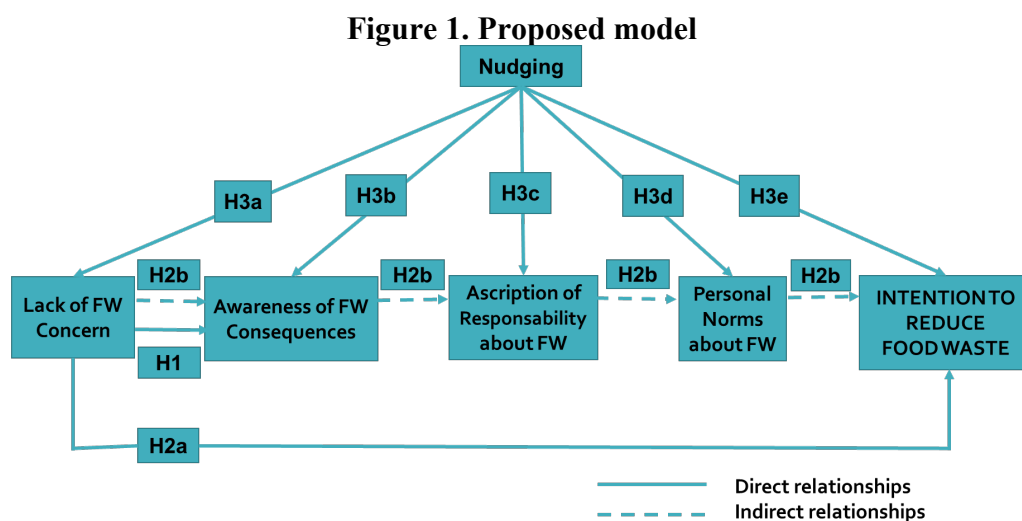 Figure 1. Proposed model
Nudging
H3a
H3b
H3c
H3d
H3e
H2b
H2b
H2b
H2b
Lack of FW
Concern
Awareness of FW
Consequences
Ascription of
Responsability
about FW
Personal
Norms
about FW
INTENTION TO
REDUCE
FOOD WASTE
H1
H2a
Direct relationships
Indirect relationships